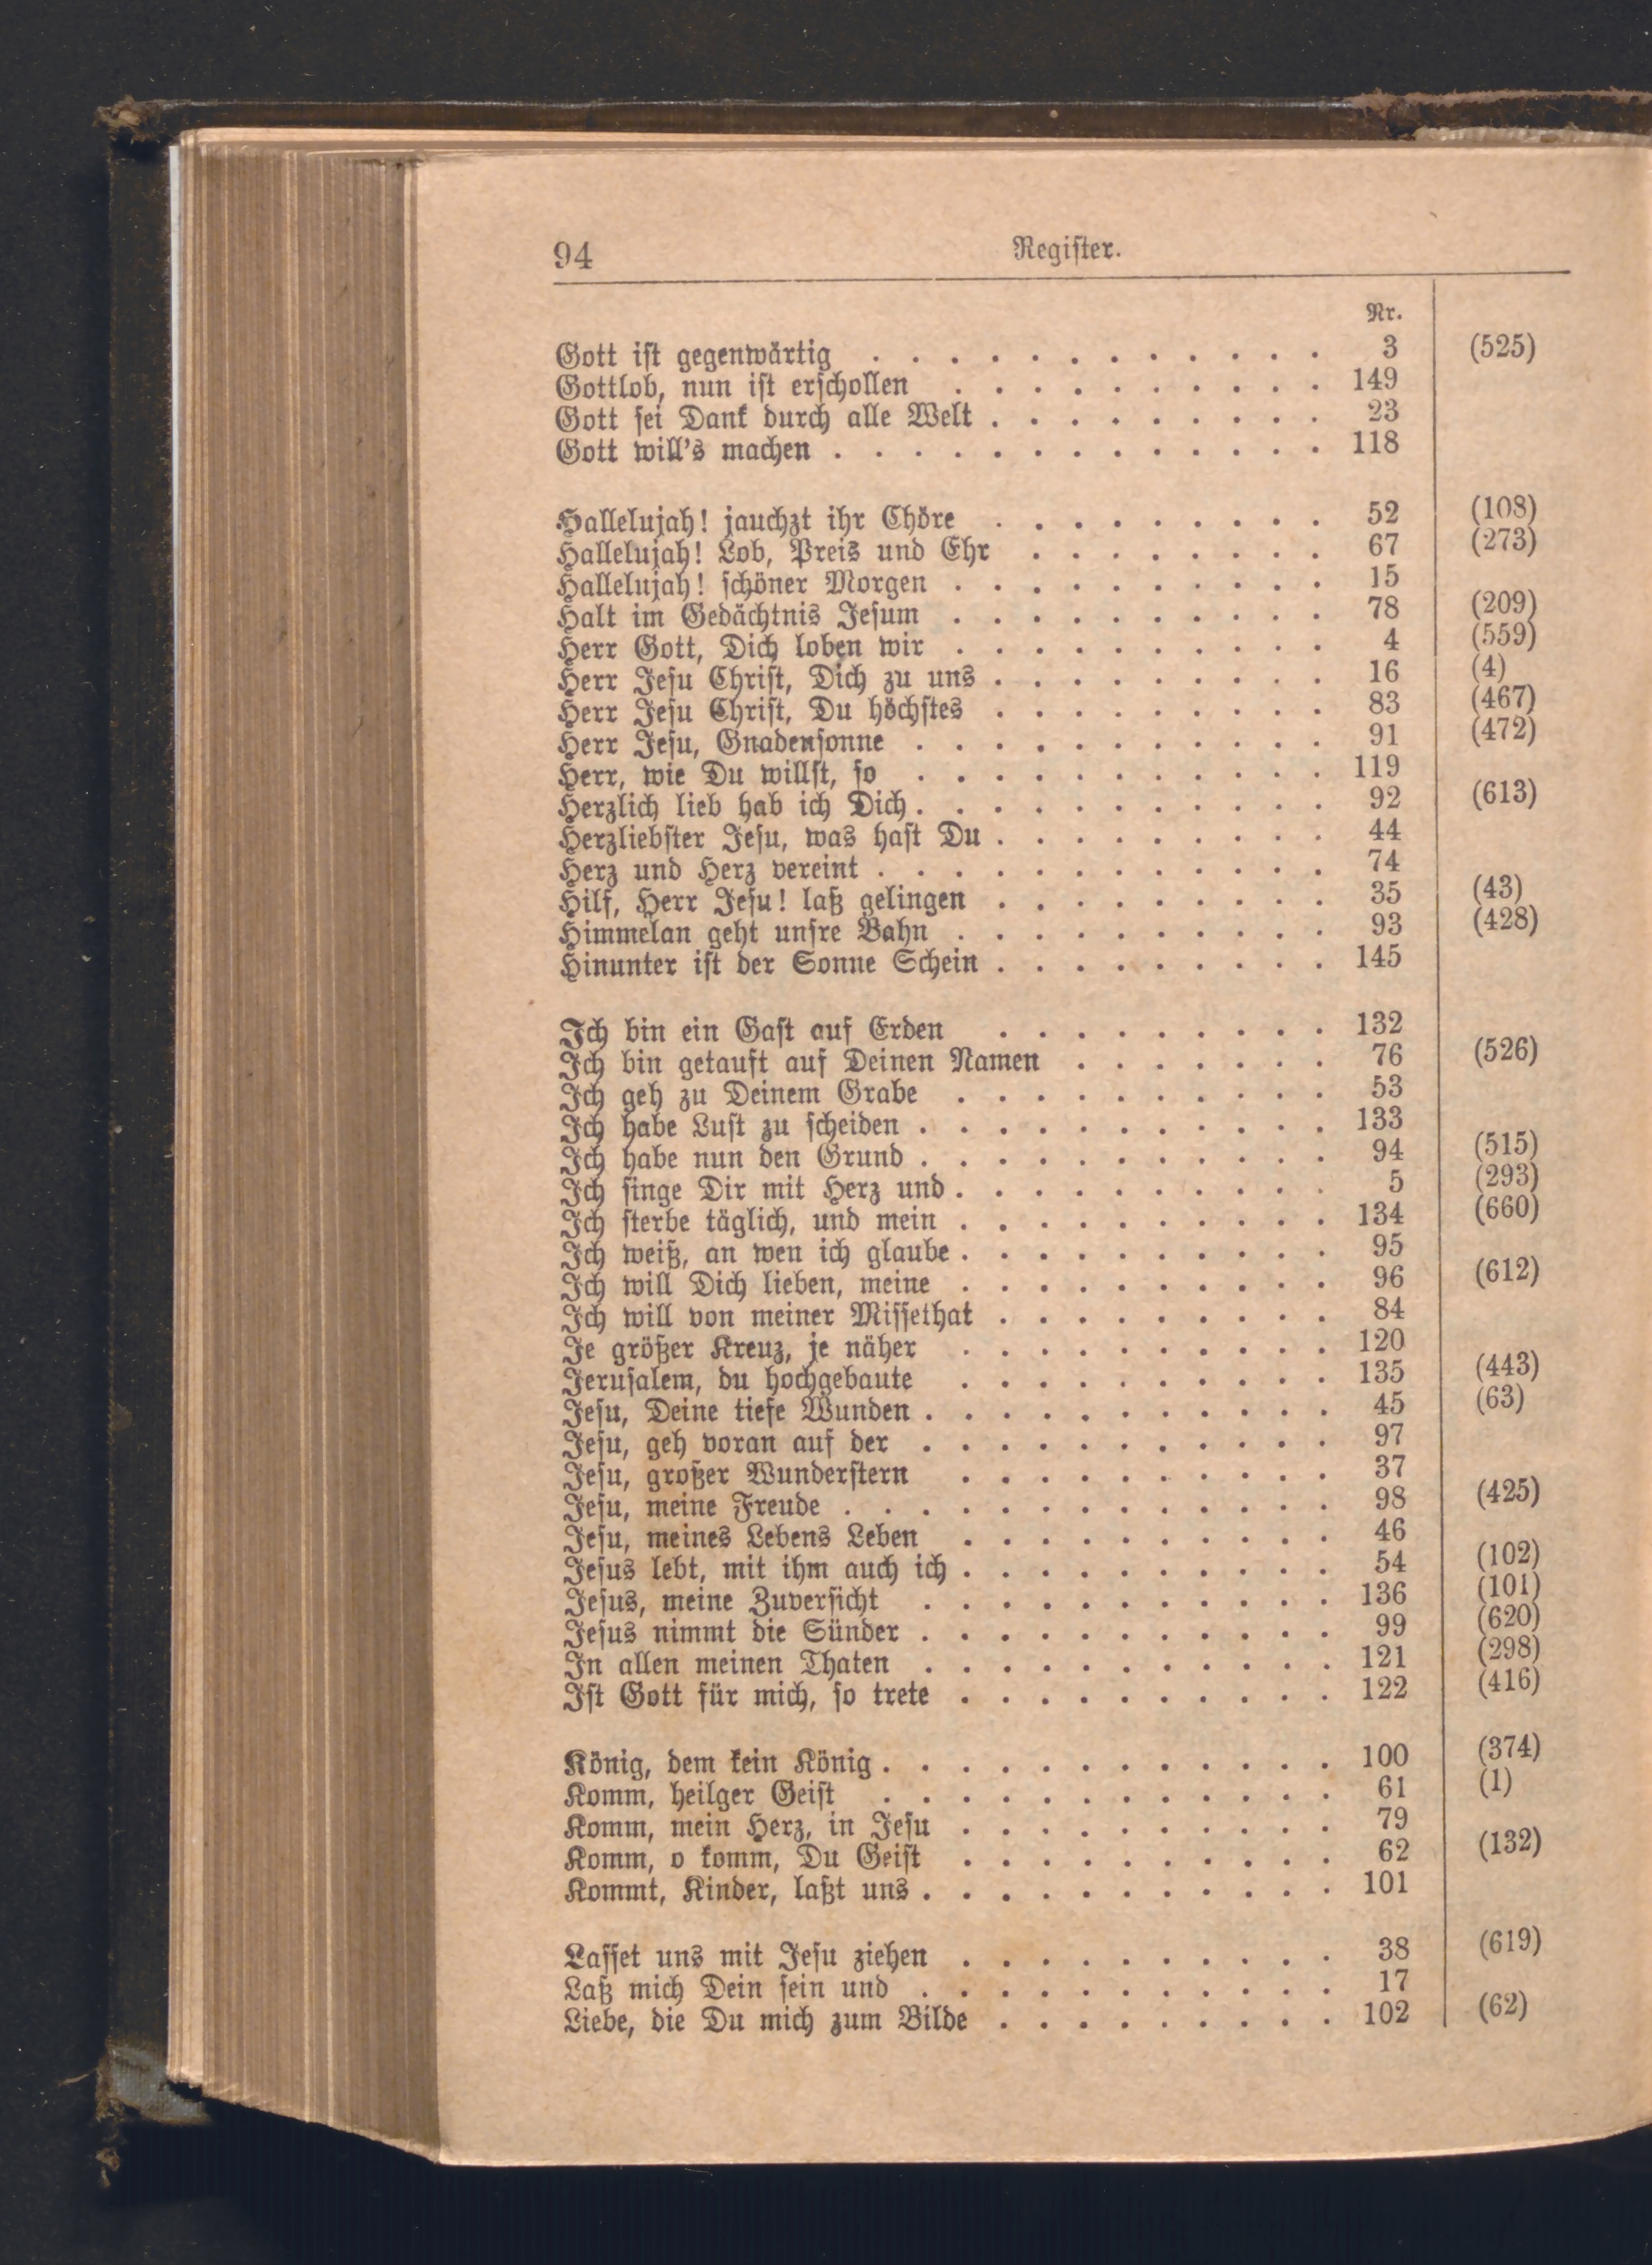 94 Register.
Nr.
Gott ist gegenwärtig . . . . . . . . . . . . 3 (525)
Gottlob, nun ist erschollen . . . . . . . . . . 149
Gott sei Dank durch alle Welt . . . . . . . . . 23
Gott will's machen . . . . . . . . . . . . . 118
Hallelujah! jauchzt ihr Chöre . . . . . . . . . 52 (108)
Hallelujah! Lob, Preis und Ehr . . . . . . . . 67 (273)
Hallelujah! schöner Morgen . . . . . . . . . . 15
Halt im Gedächtnis Jesum . . . . . . . . . . 78 (209)
Herr Gott, Dich loben wir . . . . . . . . . . 4 (559)
Herr Jesu Christ, Dich zu uns . . . . . . . . . 16 (4)
Herr Jesu Christ, Du höchstes . . . . . . . . . 83 (467)
Herr Jesu, Gnadensonne . . . . . . . . . . . 91 (472)
Herr, wie Du willst, so . . . . . . . . . . . 119
Herzlich lieb hab ich Dich . . . . . . . . . . . 92 (613)
Herzliebster Jesu, was hast Du . . . . . . . . . 44
Herz und Herz vereint . . . . . . . . . . . . 74
Hilf, Herr Jesu! laß gelingen . . . . . . . . . 35 (43)
Himmelan geht unsre Bahn . . . . . . . . . . 93 (428)
Hinunter ist der Sonne Schein . . . . . . . . . 145
Ich bin ein Gast auf Erden . . . . . . . . . 132
Ich bin getauft auf Deinen Namen . . . . . . . 76 (526)
Ich geh zu Deinem Grabe . . . . . . . . . . 53
Ich habe Lust zu scheiden . . . . . . . . . . . 133
Ich habe nun den Grund . . . . . . . . . . . 94 (515)
Ich singe Dir mit Herz und . . . . . . . . . . 5 (293)
Ich sterbe täglich, und mein . . . . . . . . . . 134 (660)
Ich weiß, an wen ich glaube . . . . . . . . . . 95
Ich will Dich lieben, meine . . . . . . . . . . 96 (612)
Ich will von meiner Missethat . . . . . . . . . 84
Je größer Kreuz, je näher . . . . . . . . . . 120
Jerusalem, du hochgebaute . . . . . . . . . . 135 (443)
Jesu, Deine tiefe Wunden . . . . . . . . . . . 45 (63)
Jesu, geh voran auf der . . . . . . . . . . . 97
Jesu, großer Wunderstern . . . . . . . . . . 37
Jesu, meine Freude . . . . . . . . . . . . . 98 (425)
Jesu, meines Lebens Leben . . . . . . . . . . 46
Jesus lebt, mit ihm auch ich . . . . . . . . . . 54 (102)
Jesus, meine Zuversicht . . . . . . . . . . . 136 (101)
Jesus nimmt die Sünder . . . . . . . . . . . 99 (620)
In allen meinen Thaten . . . . . . . . . . . 121 (298)
Ist Gott für mich, so trete . . . . . . . . . . 122 (416)
König, dem kein König . . . . . . . . . . . . 100 (374)
Komm, heilger Geist . . . . . . . . . . . . 61 (1)
Komm, mein Herz, in Jesu . . . . . . . . . . 79
Komm, o komm, Du Geist . . . . . . . . . . 62 (132)
Kommt, Kinder, laßt uns . . . . . . . . . . . 101
Lasset uns mit Jesu ziehen . . . . . . . . . . 38 (619)
Laß mich Dein sein und . . . . . . . . . . . 17
Liebe, die Du mich zum Bilde . . . . . . . . . 102 (62)